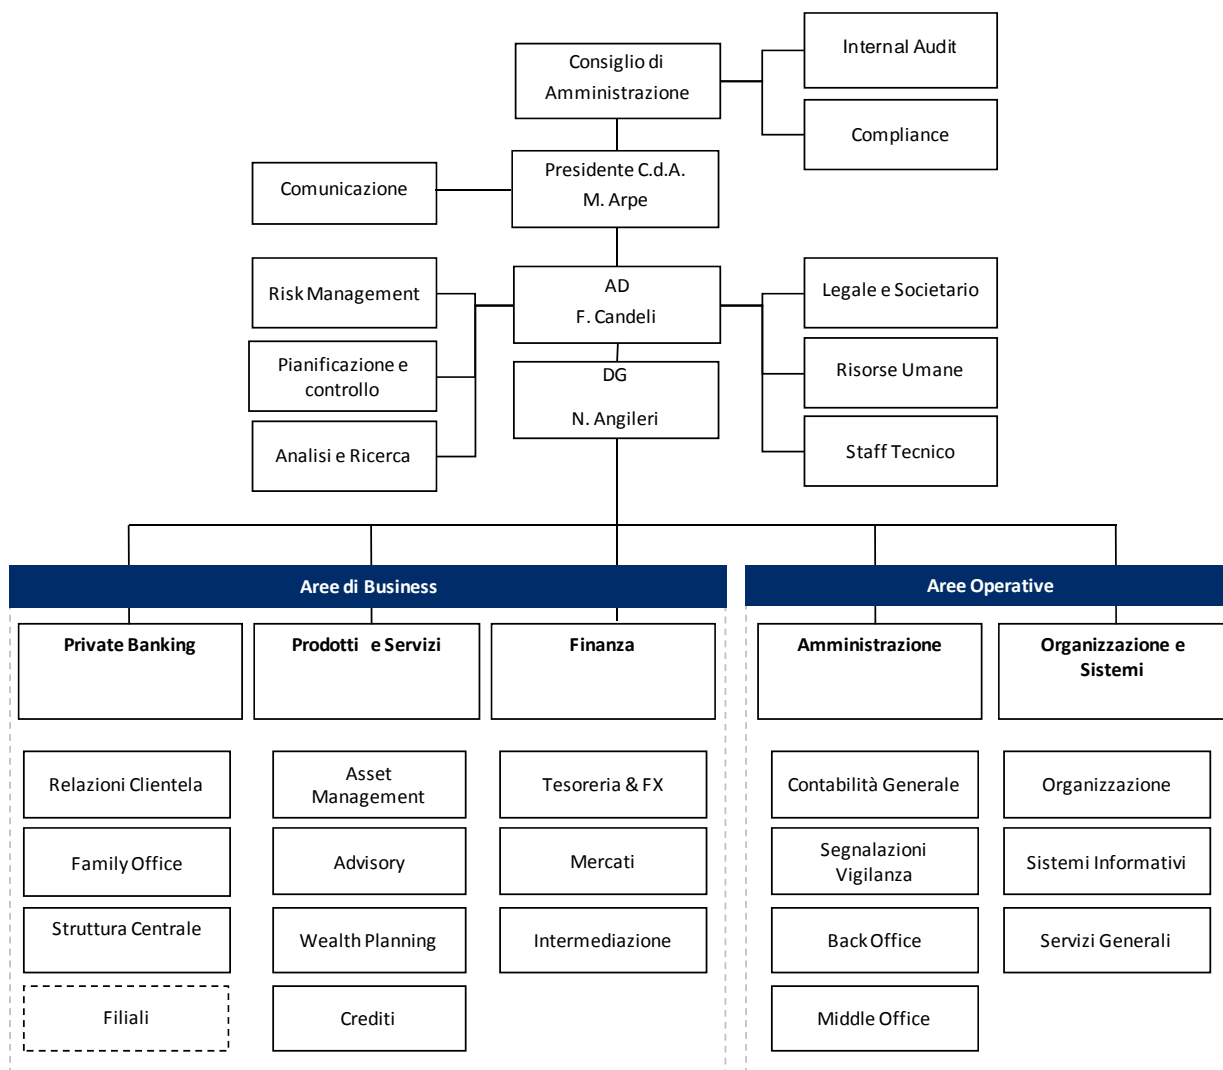 Internal Audit
Consiglio di
Amministrazione
Compliance
Presidente C.d.A.
M. Arpe
Comunicazione
AD
F. Candeli
Risk Management
Legale e Societario
Pianificazione e
controllo
DG
N. Angileri
Risorse Umane
Analisi e Ricerca
Staff Tecnico
Aree di Business
Aree Operative
Private Banking
Prodotti e Servizi
Finanza
Amministrazione
Organizzazione e
Sistemi
Relazioni Clientela
Asset
Management
Tesoreria & FX
Contabilità Generale
Organizzazione
Family Office
Advisory
Mercati
Segnalazioni
Vigilanza
Sistemi Informativi
Struttura Centrale
Wealth Planning
Intermediazione
Back Office
Servizi Generali
Filiali
Crediti
Middle Office